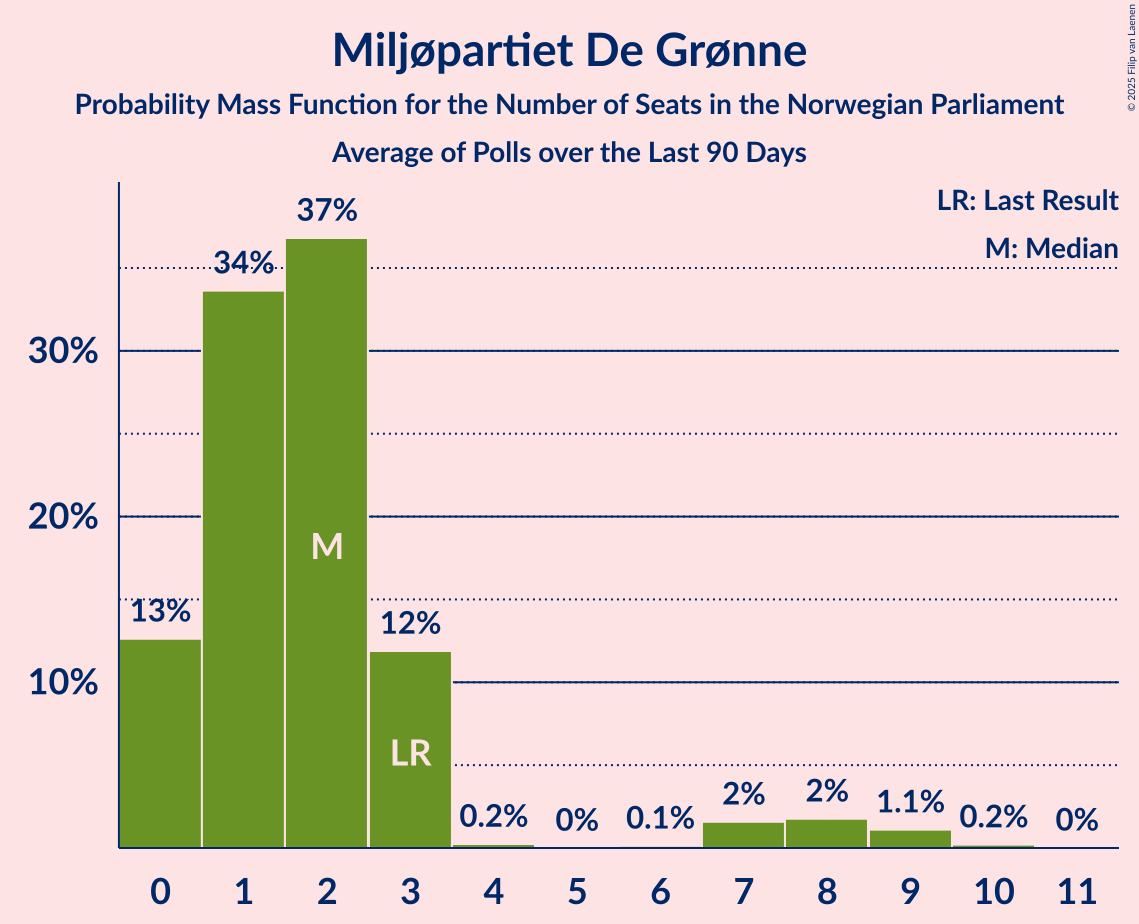 Miljøpartiet De Grønne
Probability Mass Function for the Number of Seats in the Norwegian Parliament
Average of Polls over the Last 90 Days
© 2025 Filip van Laenen
LR: Last Result
M: Median
37%
34%
30%
20%
M
13%
12%
10%
LR
0.2%
0%
0.1%
2%
2%
1.1%
0.2%
0%
0 1 2 3 4 5 6 7 8 9 10 11